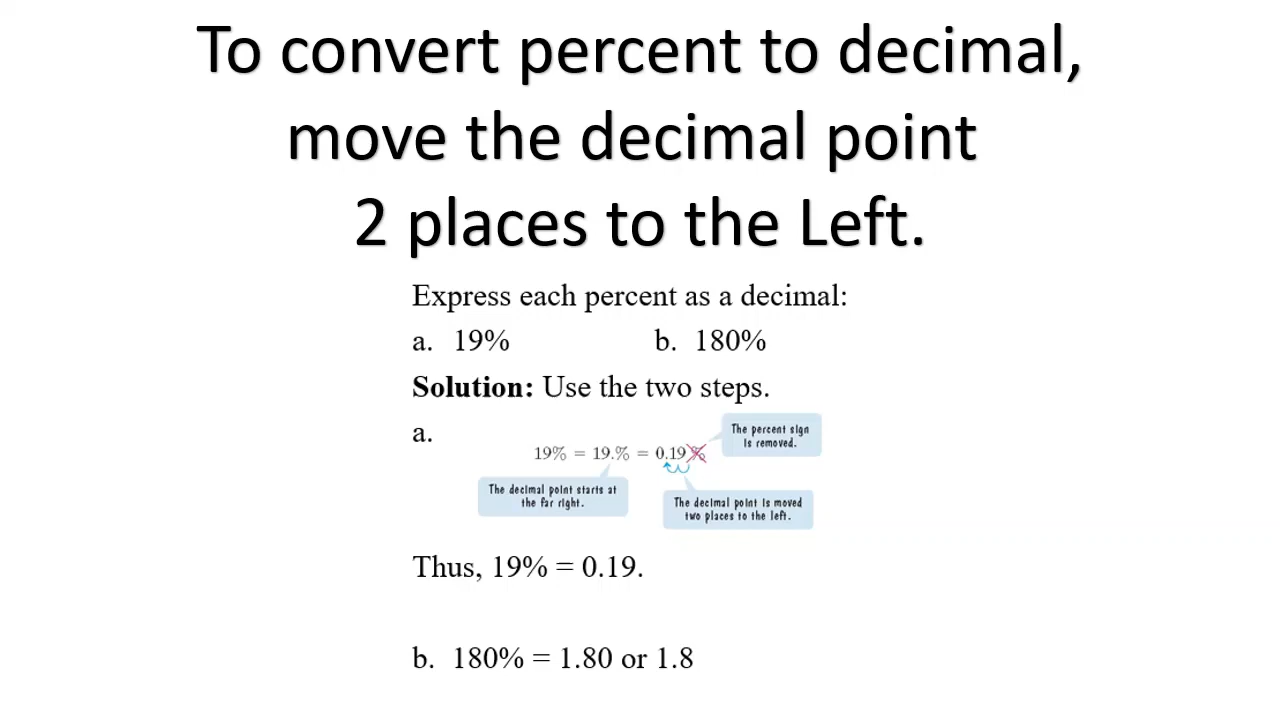 To convert percent to decimal,
move the decimal point
2 places to the Left.
Express each percent as a decimal:
a. 19% b. 180%
Solution: Use the two steps.
a.
The percent sign
is removed.
19% = 19.% = 0.19%
The decimal point starts at
the far right.
The decimal point is moved
two places to the left.
Thus, 19% = 0.19.
b. 180% = 1.80 or 1.8